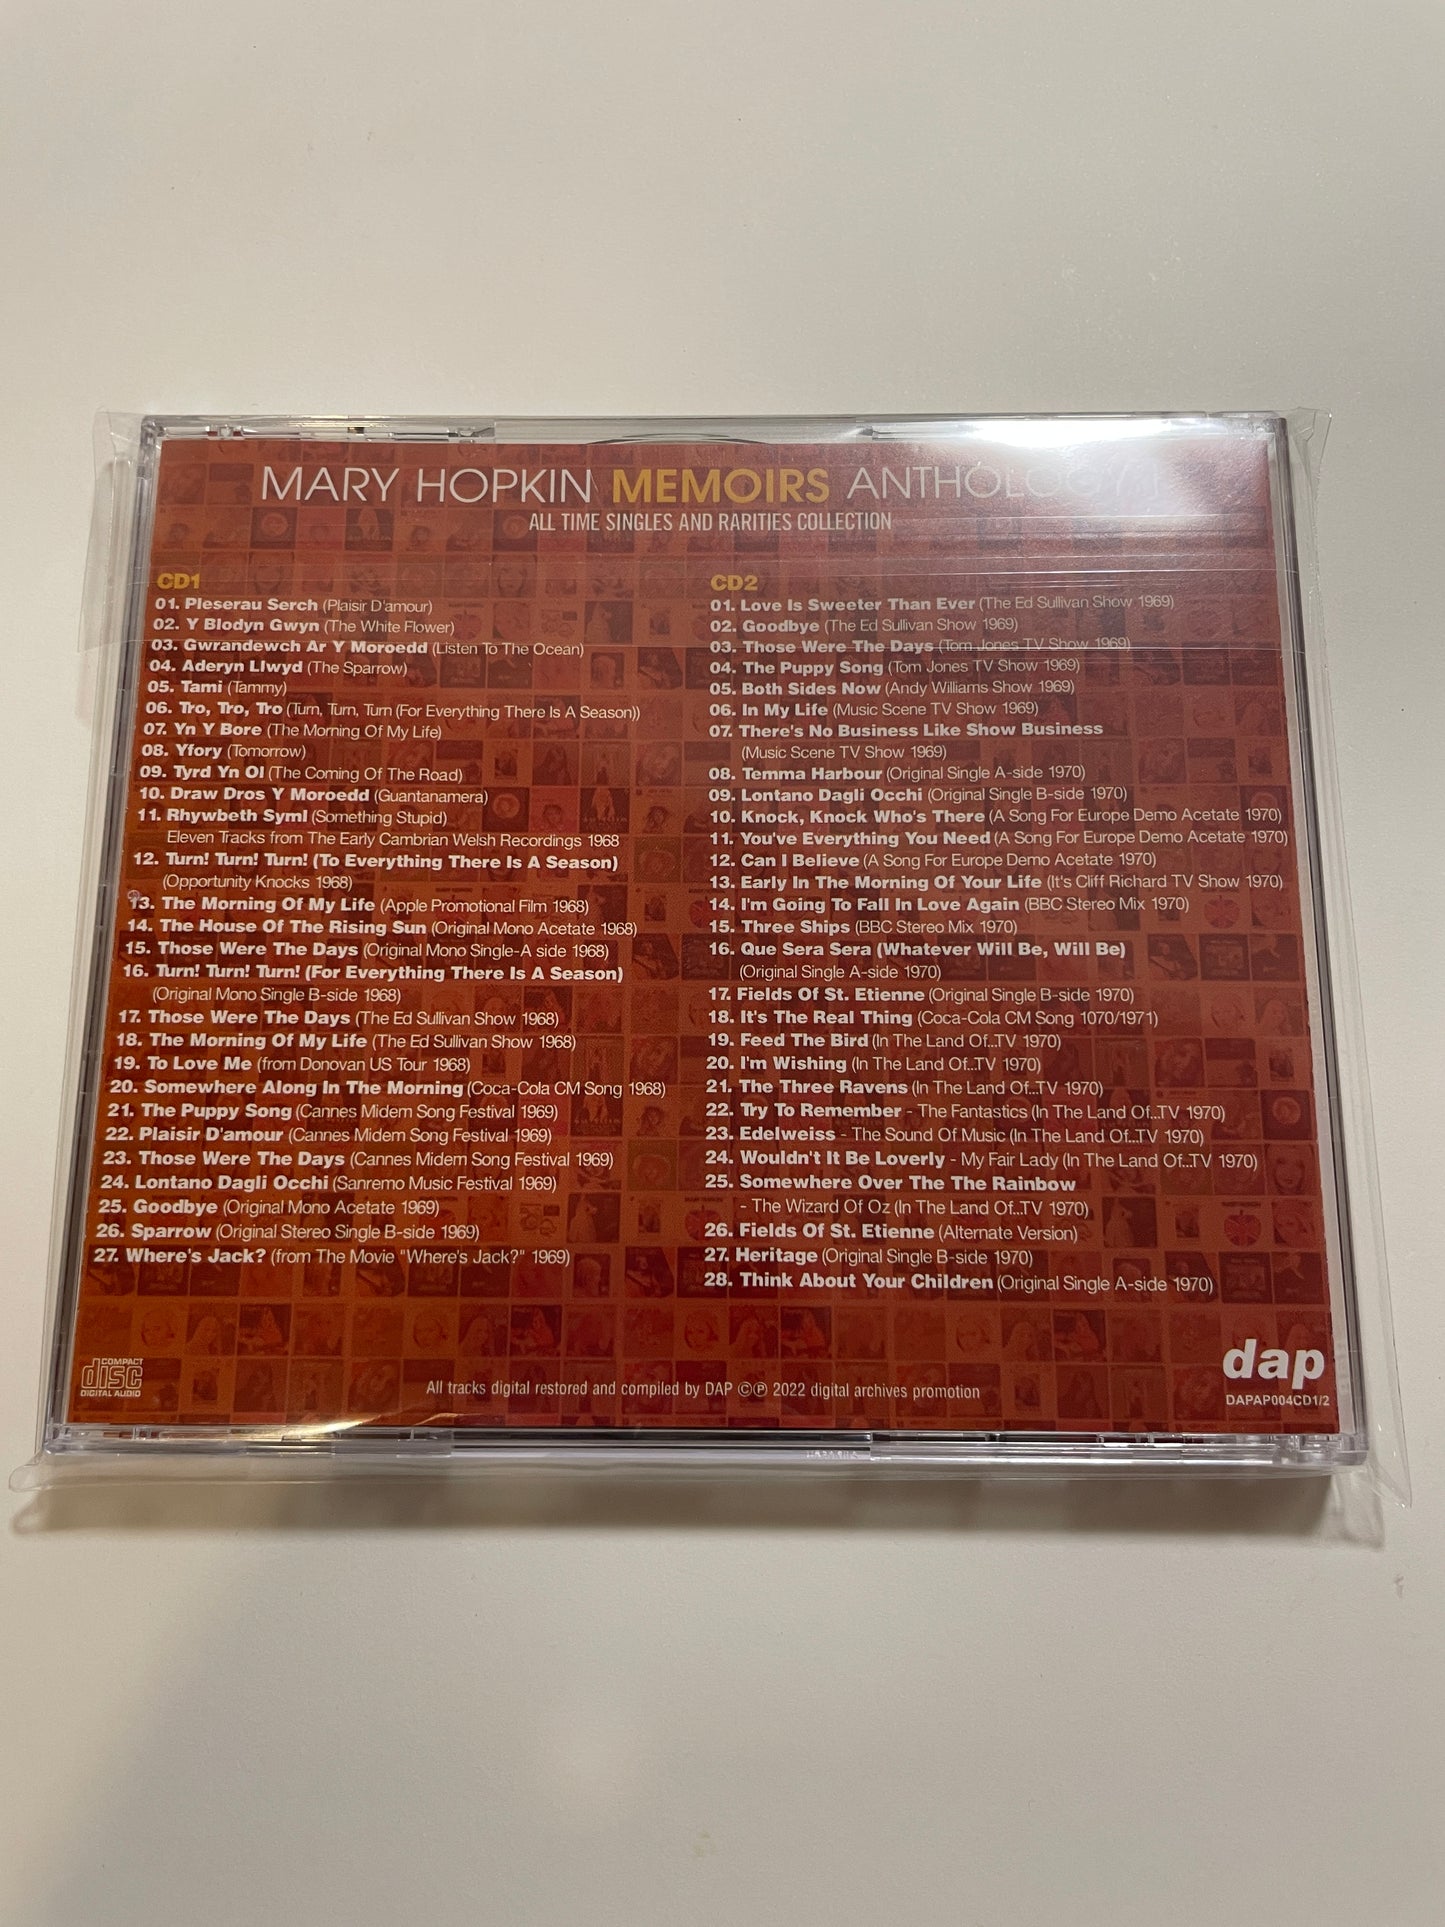 MARY HOPKIN MEMOIRS ANTHOLOGY
ALL TIME SINGLES AND RARITIES COLLECTION
CD1
01. Pleserau Serch (Plaisir D'amour)
02. Y Blodyn Gwyn (The White Flower)
03. Gwrandewch Ar Y Moroedd (Listen To The Ocean)
04. Aderyn Llwyd (The Sparrow)
05. Tami (Tammy)
06. Tro, Tro, Tro (Turn, Turn, Turn (For Everything There Is A Season))
07. Yn Y Bore (The Morning Of My Life)
08. Yfory (Tomorrow)
09. Tyrd Yn Ol (The Coming Of The Road)
10. Draw Dros Y Moroedd (Guantanamera)
11. Rhywbeth Syml (Something Stupid)
Eleven Tracks from The Early Cambrian Welsh Recordings 1968
12. Turn! Turn! Turn! (To Everything There Is A Season)
(Opportunity Knocks 1968)
13. The Morning Of My Life (Apple Promotional Film 1968)
14. The House Of The Rising Sun (Original Mono Acetate 1968)
15. Those Were The Days (Original Mono Single-A side 1968)
16. Turn! Turn! Turn! (For Everything There Is A Season)
(Original Mono Single B-side 1968)
17. Those Were The Days (The Ed Sullivan Show 1968)
18. The Morning Of My Life (The Ed Sullivan Show 1968)
19. To Love Me (from Donovan US Tour 1968)
20. Somewhere Along In The Morning (Coca-Cola CM Song 1968)
21. The Puppy Song (Cannes Midem Song Festival 1969)
22. Plaisir D'amour (Cannes Midem Song Festival 1969)
23. Those Were The Days (Cannes Midem Song Festival 1969)
24. Lontano Dagli Occhi (Sanremo Music Festival 1969)
25. Goodbye (Original Mono Acetate 1969)
26. Sparrow (Original Stereo Single B-side 1969)
27. Where's Jack? (from The Movie "Where's Jack?" 1969)
CD2
01. Love Is Sweeter Than Ever (The Ed Sullivan Show 1969)
02. Goodbye (The Ed Sullivan Show 1969)
03. Those Were The Days (Tom Jones TV Show 1969)
04. The Puppy Song (Tom Jones TV Show 1969)
05. Both Sides Now (Andy Williams Show 1969)
06. In My Life (Music Scene TV Show 1969)
07. There's No Business Like Show Business
(Music Scene TV Show 1969)
08. Temma Harbour (Original Single A-side 1970)
09. Lontano Dagli Occhi (Original Single B-side 1970)
10. Knock, Knock Who's There (A Song For Europe Demo Acetate 1970)
11. You've Everything You Need (A Song For Europe Demo Acetate 1970)
12. Can I Believe (A Song For Europe Demo Acetate 1970)
13. Early In The Morning Of Your Life (It's Cliff Richard TV Show 1970)
14. I'm Going To Fall In Love Again (BBC Stereo Mix 1970)
15. Three Ships (BBC Stereo Mix 1970)
16. Que Sera Sera (Whatever Will Be, Will Be)
(Original Single A-side 1970)
17. Fields Of St. Etienne (Original Single B-side 1970)
18. It's The Real Thing (Coca-Cola CM Song 1070/1971)
19. Feed The Bird (In The Land Of...TV 1970)
20. I'm Wishing (In The Land Of...TV 1970)
21. The Three Ravens (In The Land Of...TV 1970)
22. Try To Remember - The Fantastics (In The Land Of...TV 1970)
23. Edelweiss - The Sound Of Music (In The Land Of...TV 1970)
24. Wouldn't It Be Loverly - My Fair Lady (In The Land Of...TV 1970)
25. Somewhere Over The The Rainbow
- The Wizard Of Oz (In The Land Of...TV 1970)
26. Fields Of St. Etienne (Alternate Version)
27. Heritage (Original Single B-side 1970)
28. Think About Your Children (Original Single A-side 1970)
COMPACT
disc
DIGITAL AUDIO
All tracks digital restored and compiled by DAP ©℗ 2022 digital archives promotion
dap
DAPAP004CD1/2